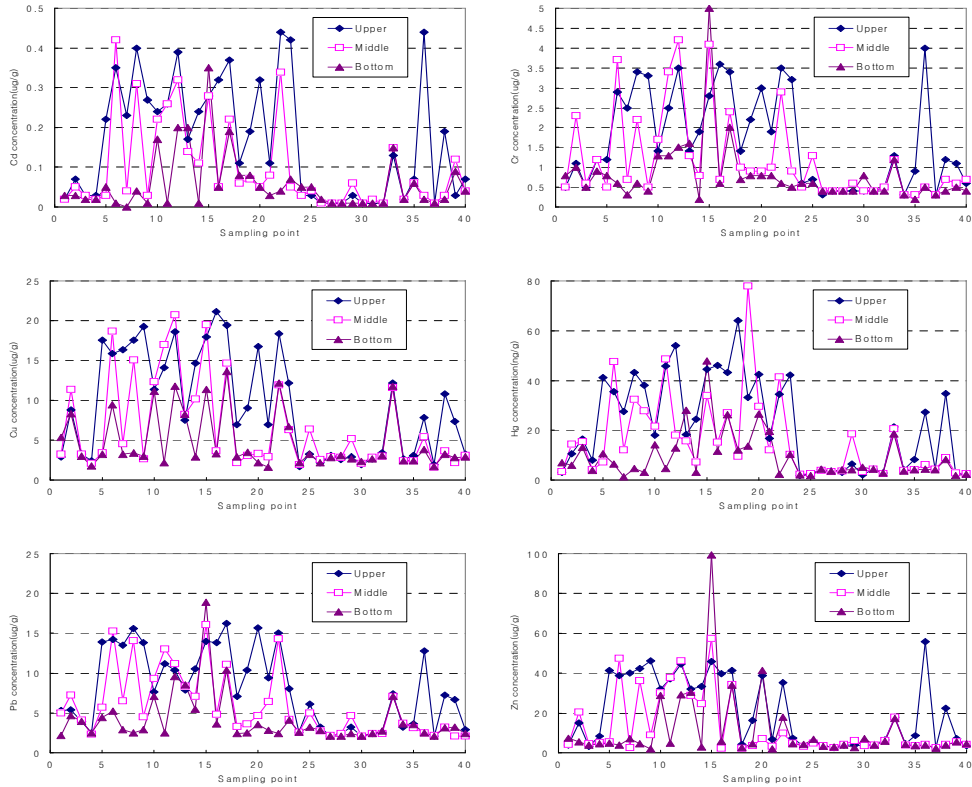 0.5
0.4
0.3
0.2
0.1
0
Cd concentration(ug/g)
0 5 10 15 20 25 30 35 40
Sampling point
Upper
Middle
Bottom
5
4.5
4
3.5
3
2.5
2
1.5
1
0.5
0
Cr concentration(ug/g)
0 5 10 15 20 25 30 35 40
Sampling point
Upper
Middle
Bottom
25
20
15
10
5
0
Cu concentration(ug/g)
0 5 10 15 20 25 30 35 40
Sampling point
Upper
Middle
Bottom
80
60
40
20
0
Hg concentration(ng/g)
0 5 10 15 20 25 30 35 40
Sampling point
Upper
Middle
Bottom
25
20
15
10
5
0
Pb concentration(ug/g)
0 5 10 15 20 25 30 35 40
Sampling point
Upper
Middle
Bottom
100
80
60
40
20
0
Zn concentration(ug/g)
0 5 10 15 20 25 30 35 40
Sampling point
Upper
Middle
Bottom